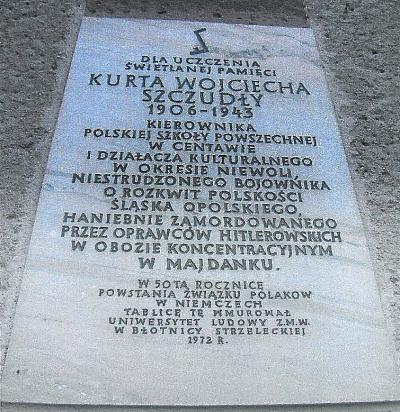 DLA UCZCZENIA
ŚWIETLANEJ PAMIĘCI
KURTA WOJCIECHA
SZCZUDŁY
1906-1943
KIEROWNIKA
POLSKIEJ SZKOŁY POWSZECHNEJ
W CENTAWIE
I DZIAŁACZA KULTURALNEGO
W OKRESIE NIEWOLI,
NIESTRUDZONEGO BOJOWNIKA
O ROZKWIT POLSKOŚCI
ŚLĄSKA OPOLSKIEGO,
HANIEBNIE ZAMORDOWANEGO
PRZEZ OPRAWCÓW HITLEROWSKICH
W OBOZIE KONCENTRACYJNYM
W MAJDANKU.
W 50TĄ ROCZNICĘ
POWSTANIA ZWIĄZKU POLAKÓW
W NIEMCZECH
TABLICĘ TĘ WMUROWAŁ
UNIWERSYTET LUDOWY Z.M.W.
W BŁOTNICY STRZELECKIEJ
1972 R.